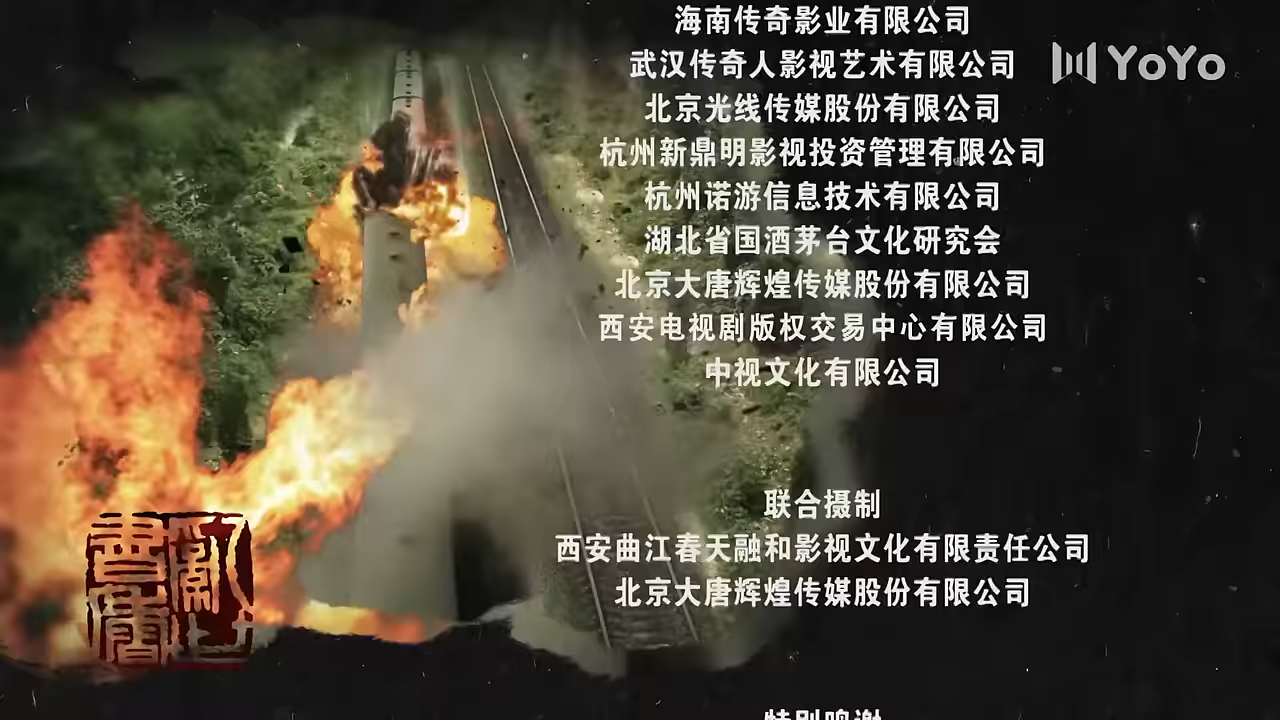 海南传奇影业有限公司
武汉传奇人影视艺术有限公司
YoYo
北京光线传媒股份有限公司
杭州新鼎明影视投资管理有限公司
杭州诺游信息技术有限公司
湖北省国酒茅台文化研究会
北京大唐辉煌传媒股份有限公司
西安电视剧版权交易中心有限公司
中视文化有限公司
联合摄制
西安曲江春天融和影视文化有限责任公司
北京大唐辉煌传媒股份有限公司
特别鸣谢